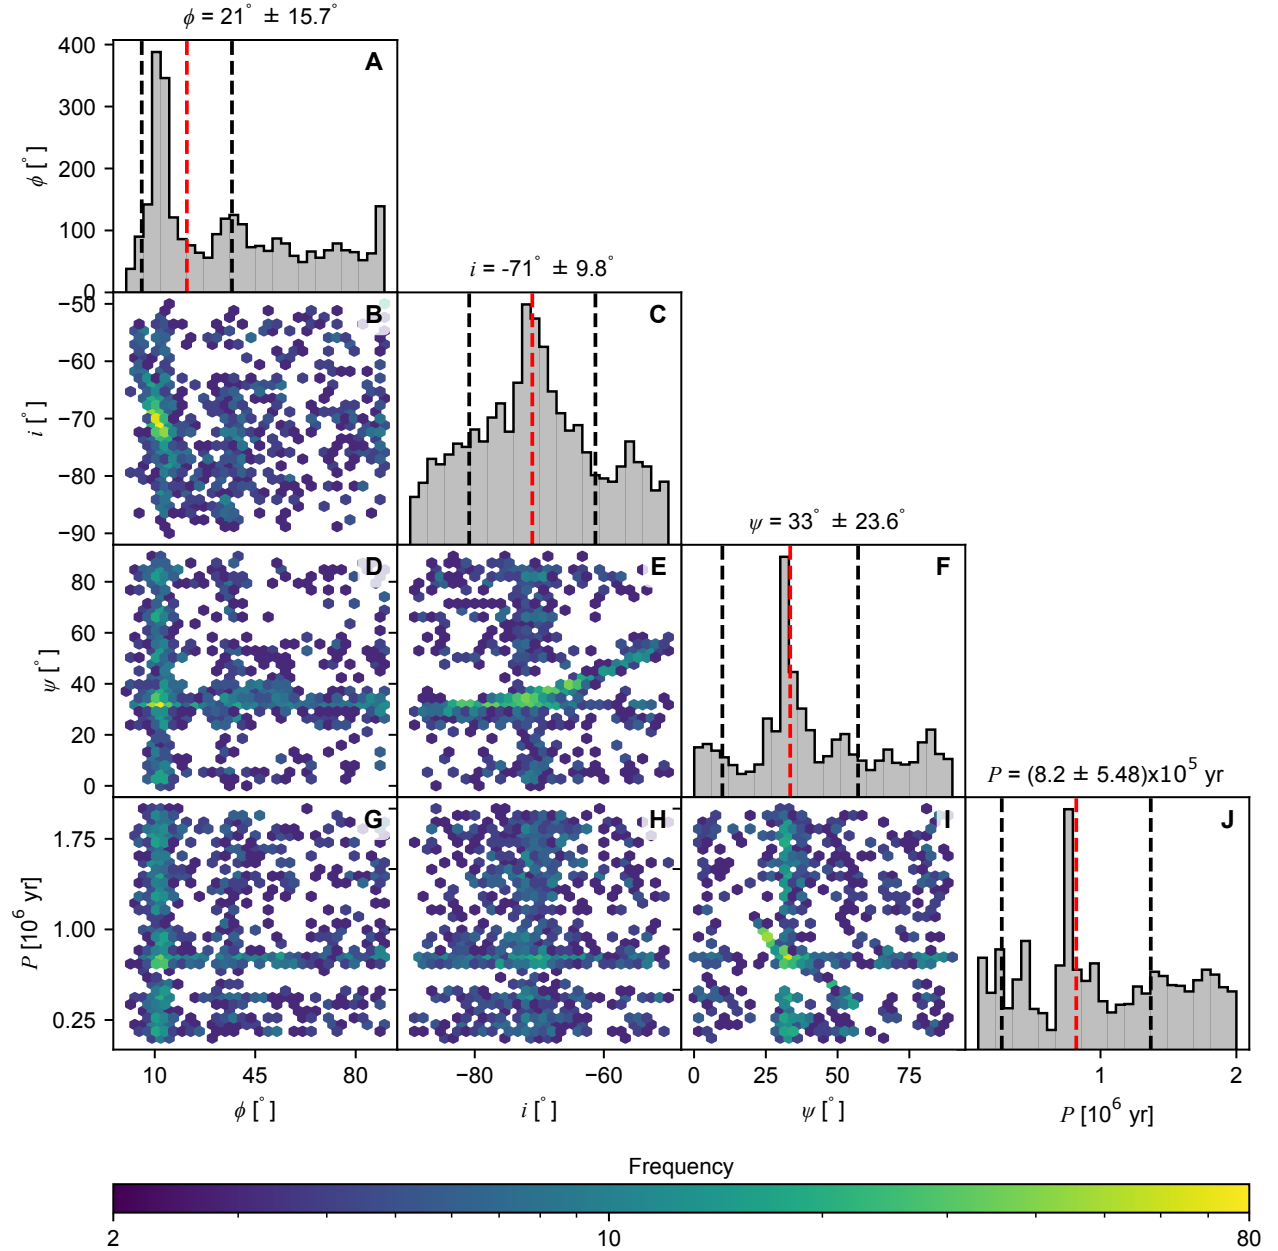 ϕ = 21° ± 15.7°
A
400
300
200
100
0
ϕ [°]
i = -71° ± 9.8°
B
C
−50
−60
−70
−80
−90
i [°]
ψ = 33° ± 23.6°
D
E
F
80
60
40
20
0
ψ [°]
P = (8.2 ± 5.48)x10⁵ yr
G
H
I
J
1.75
1.00
0.25
P [10⁶ yr]
10 45 80 −80 −60 0 25 50 75 1 2
ϕ [°] i [°] ψ [°] P [10⁶ yr]
Frequency
2 10 80